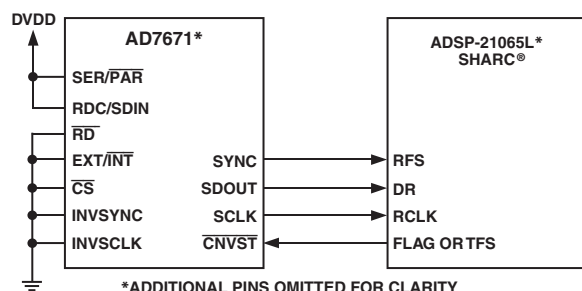 DVDD
AD7671*
ADSP-21065L*
SHARC®
SER/PAR
RDC/SDIN
RD
EXT/INT
SYNC
RFS
CS
SDOUT
DR
INVSYNC
SCLK
RCLK
INVSCLK
CNVST
FLAG OR TFS
*ADDITIONAL PINS OMITTED FOR CLARITY